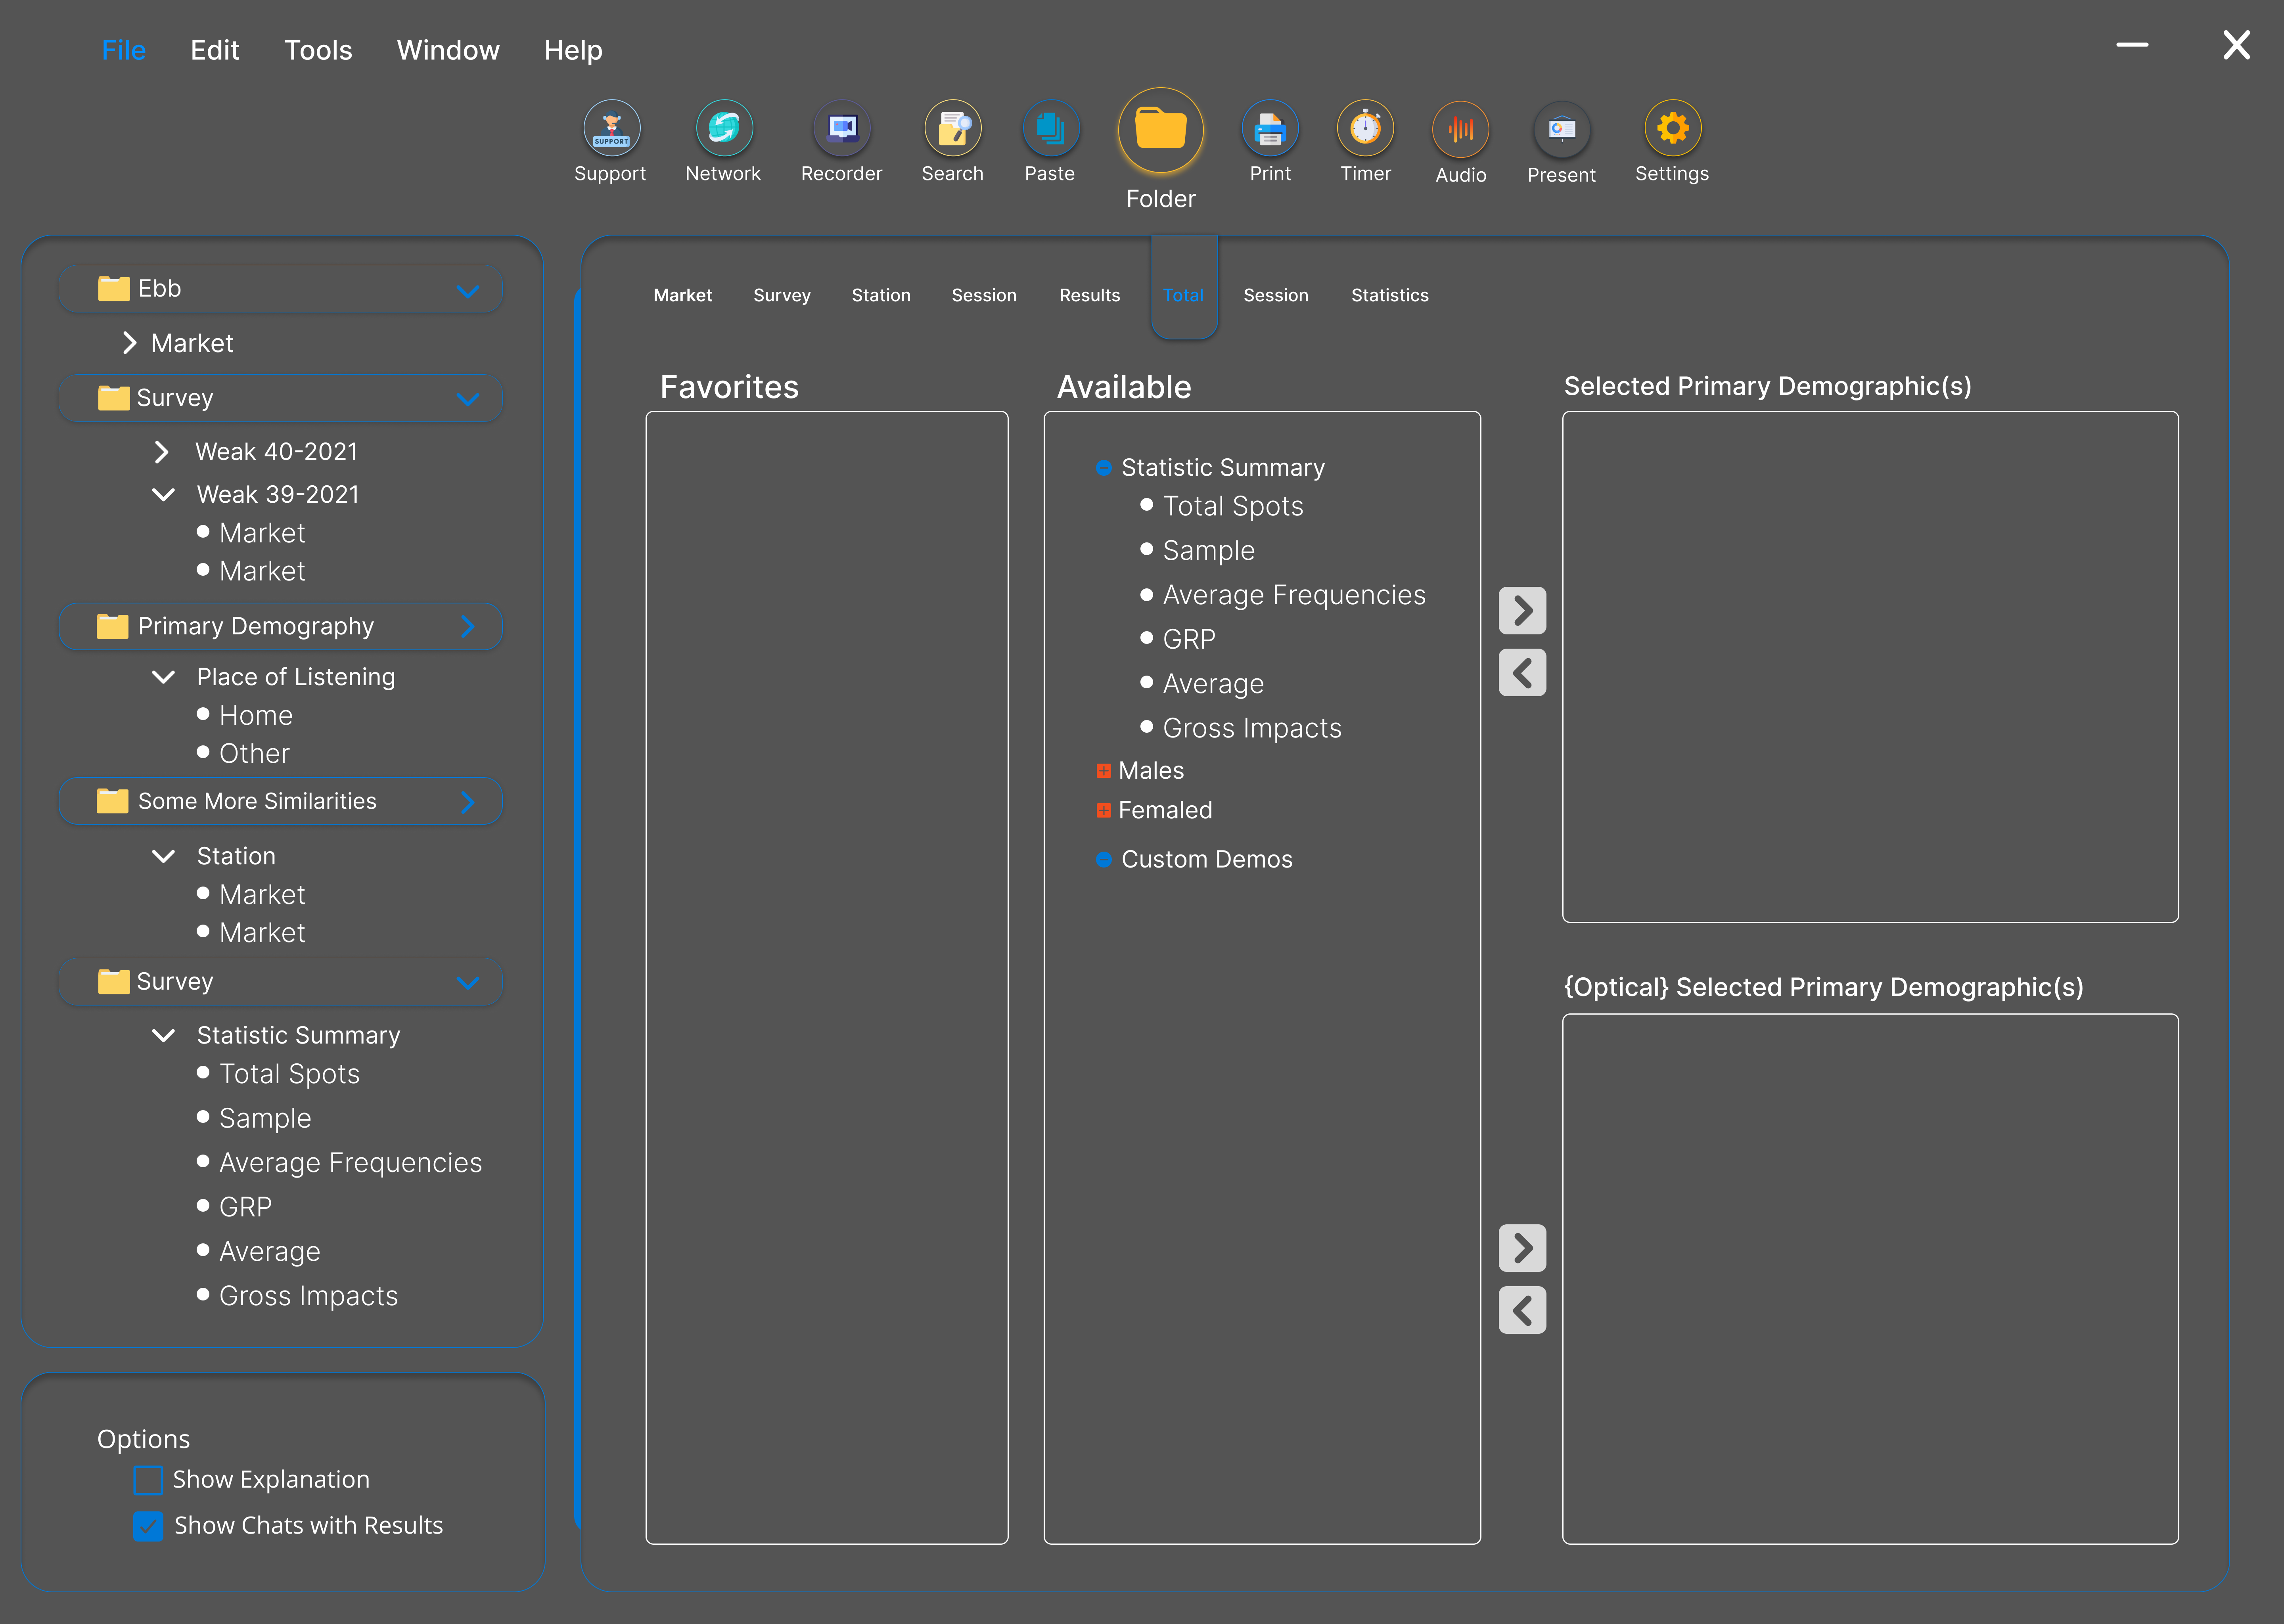 File Edit Tools Window Help
SUPPORT
Support Network Recorder Search Paste Folder Print Timer Audio Present Settings
Ebb
Market
Survey
Weak 40-2021
Weak 39-2021
Market
Market
Primary Demography
Place of Listening
Home
Other
Some More Similarities
Station
Market
Market
Survey
Statistic Summary
Total Spots
Sample
Average Frequencies
GRP
Average
Gross Impacts
Options
Show Explanation
Show Chats with Results
Market Survey Station Session Results Total Session Statistics
Favorites
Available
Statistic Summary
Total Spots
Sample
Average Frequencies
GRP
Average
Gross Impacts
Males
Femaled
Custom Demos
Selected Primary Demographic(s)
{Optical} Selected Primary Demographic(s)